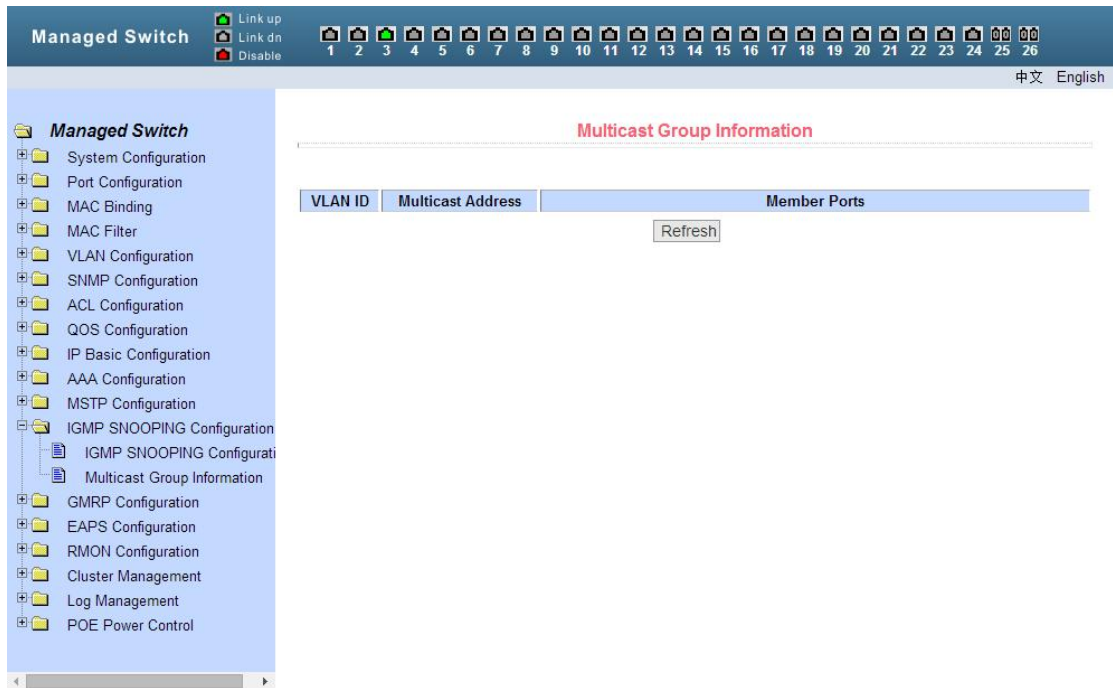 Managed Switch
Link up
Link dn
Disable
1 2 3 4 5 6 7 8 9 10 11 12 13 14 15 16 17 18 19 20 21 22 23 24 25 26
中文 English
Managed Switch
System Configuration
Port Configuration
MAC Binding
MAC Filter
VLAN Configuration
SNMP Configuration
ACL Configuration
QOS Configuration
IP Basic Configuration
AAA Configuration
MSTP Configuration
IGMP SNOOPING Configuration
IGMP SNOOPING Configurati
Multicast Group Information
GMRP Configuration
EAPS Configuration
RMON Configuration
Cluster Management
Log Management
POE Power Control
Multicast Group Information
VLAN ID Multicast Address Member Ports
Refresh